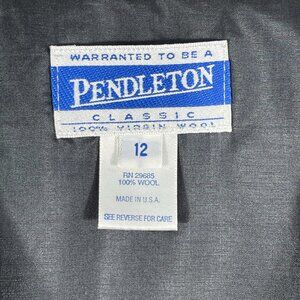 WARRANTED TO BE A
PENDLETON
CLASSIC
100% VIRGIN WOOL
12
RN 29685
100% WOOL
MADE IN U.S.A.
SEE REVERSE FOR CARE